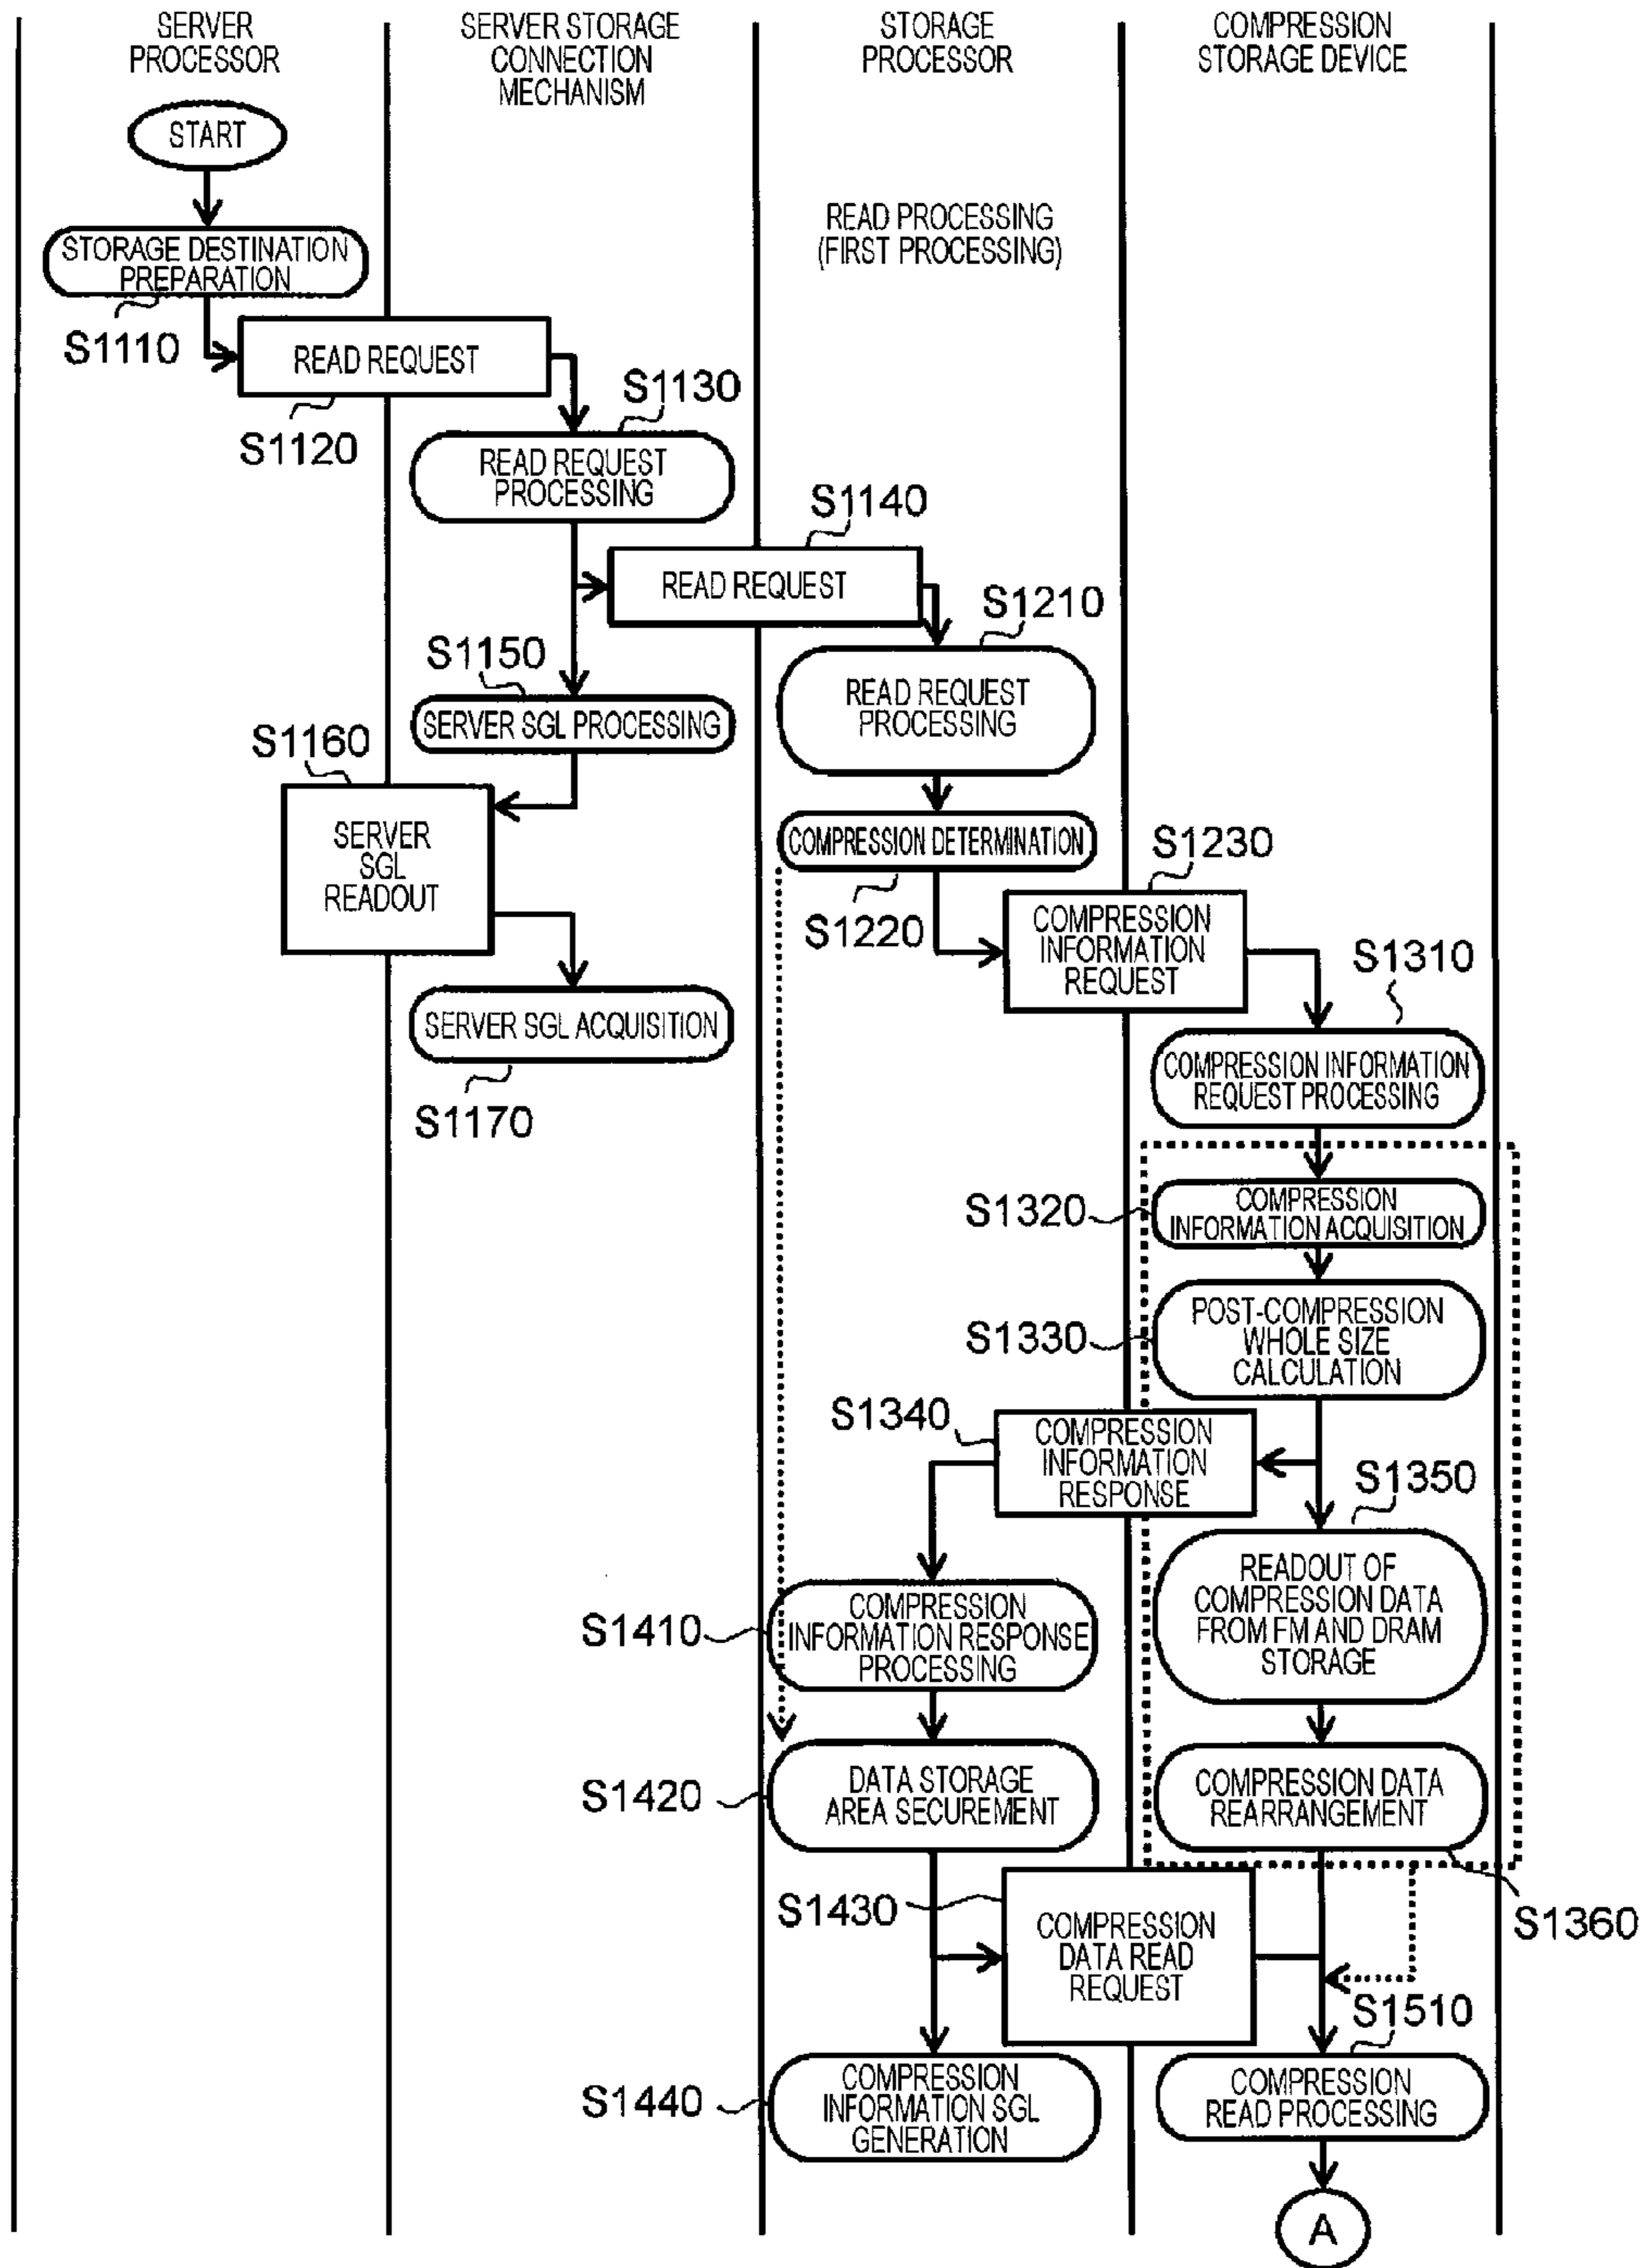 SERVER
PROCESSOR
SERVER STORAGE
CONNECTION
MECHANISM
STORAGE
PROCESSOR
COMPRESSION
STORAGE DEVICE
START
READ PROCESSING
(FIRST PROCESSING)
STORAGE DESTINATION
PREPARATION
S1110
READ REQUEST
S1120
S1130
READ REQUEST
PROCESSING
S1140
READ REQUEST
S1210
READ REQUEST
PROCESSING
S1150
SERVER SGL PROCESSING
S1160
SERVER
SGL
READOUT
COMPRESSION DETERMINATION
S1220
S1230
COMPRESSION
INFORMATION
REQUEST
S1310
SERVER SGL ACQUISITION
S1170
COMPRESSION INFORMATION
REQUEST PROCESSING
S1320
COMPRESSION
INFORMATION ACQUISITION
S1330
POST-COMPRESSION
WHOLE SIZE
CALCULATION
S1340
COMPRESSION
INFORMATION
RESPONSE
S1350
READOUT OF
COMPRESSION DATA
FROM FM AND DRAM
STORAGE
S1410
COMPRESSION
INFORMATION RESPONSE
PROCESSING
S1420
DATA STORAGE
AREA SECUREMENT
COMPRESSION DATA
REARRANGEMENT
S1360
S1430
COMPRESSION
DATA READ
REQUEST
S1510
S1440
COMPRESSION
INFORMATION SGL
GENERATION
COMPRESSION
READ PROCESSING
A